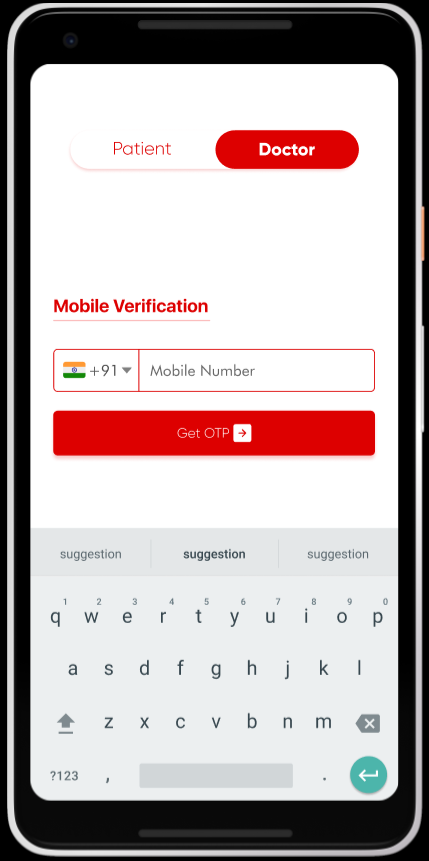 Patient Doctor
Mobile Verification
+91 Mobile Number
Get OTP
suggestion suggestion suggestion
1 2 3 4 5 6 7 8 9 0
q w e r t y u i o p
a s d f g h j k l
z x c v b n m
?123 , .